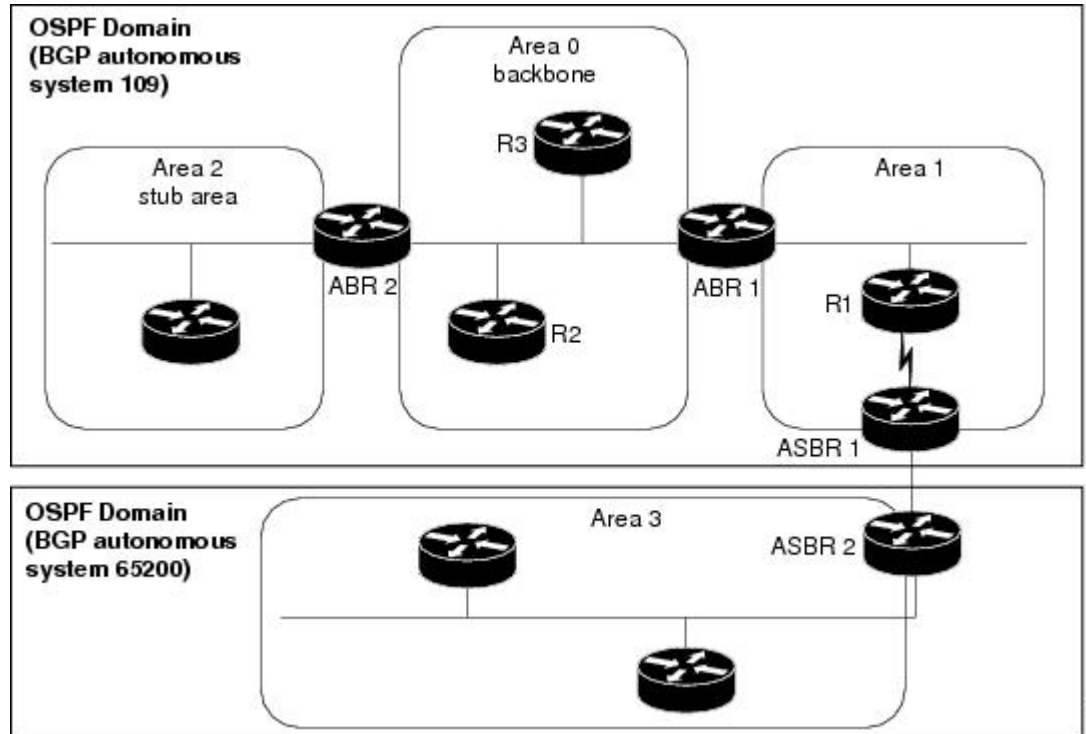 OSPF Domain
(BGP autonomous
system 109)
Area 0
backbone
R3
Area 2
stub area
Area 1
ABR 2
ABR 1
R1
R2
ASBR 1
OSPF Domain
(BGP autonomous
system 65200)
Area 3
ASBR 2